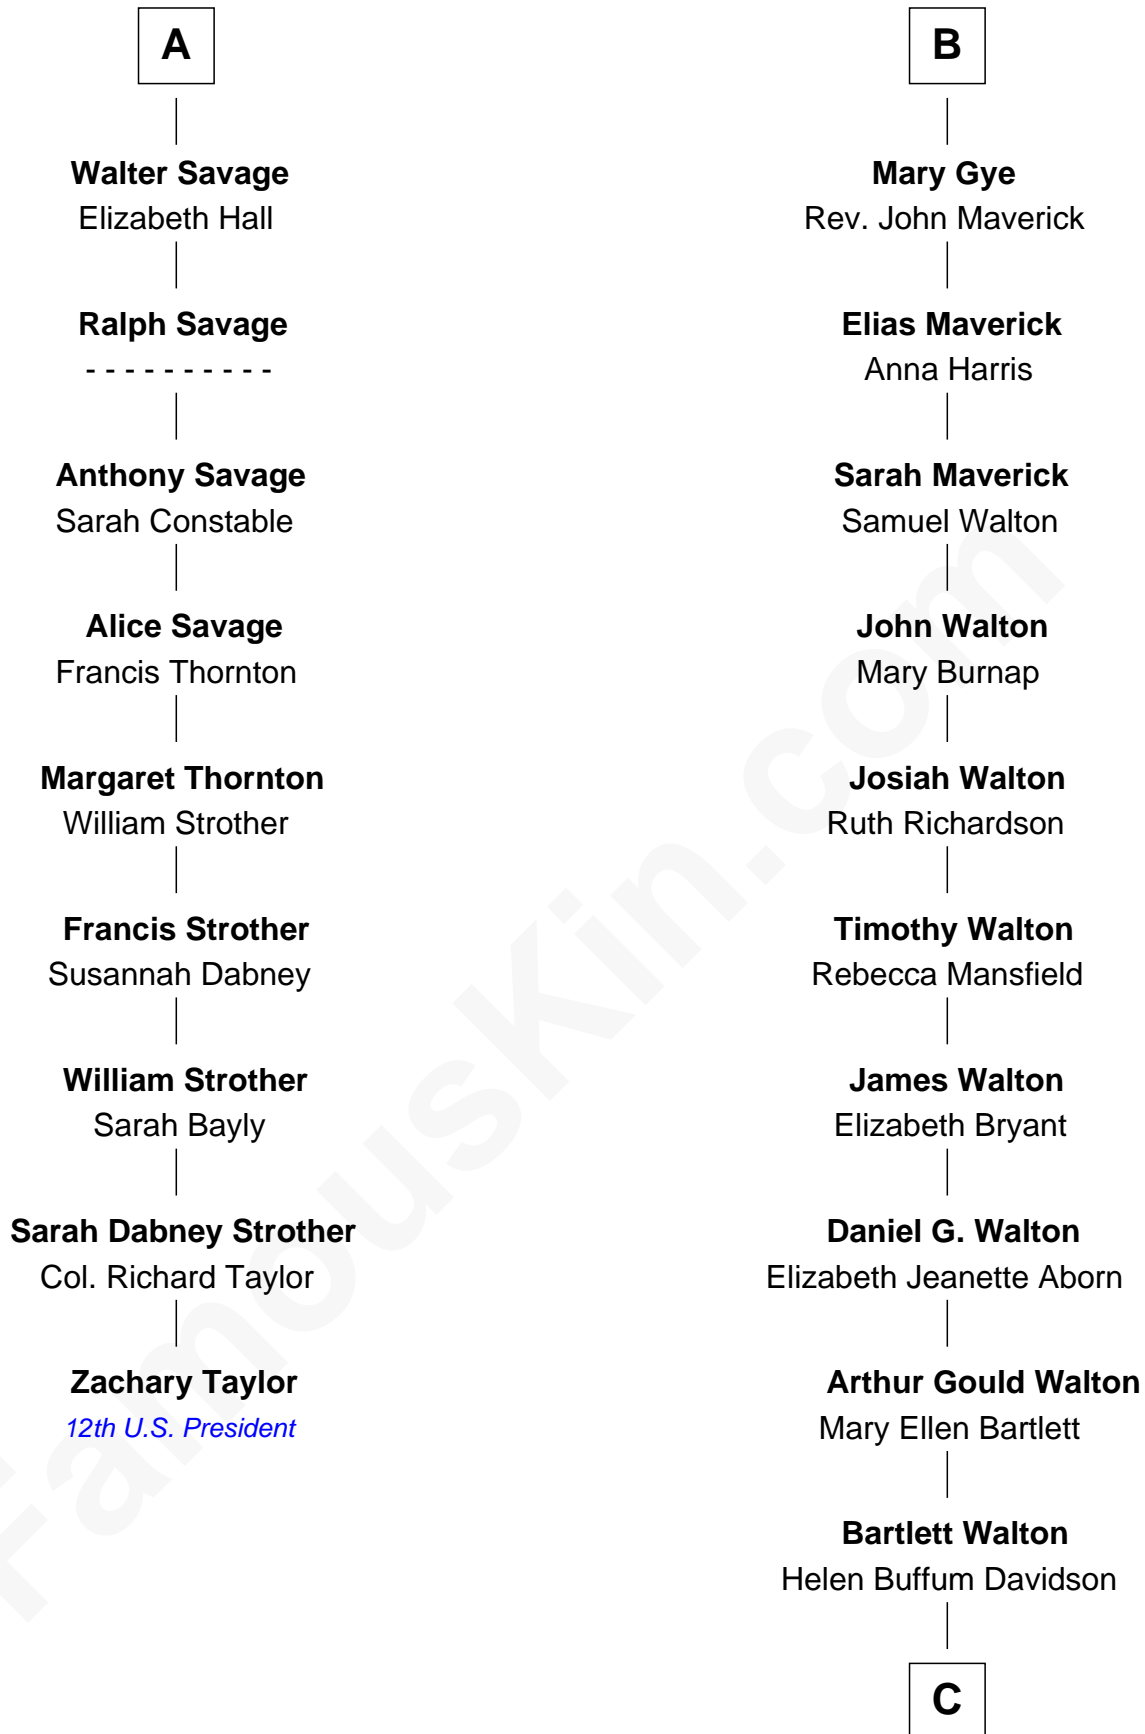 A
Walter Savage
Elizabeth Hall
Ralph Savage
- - - - - - - - - -
Anthony Savage
Sarah Constable
Alice Savage
Francis Thornton
Margaret Thornton
William Strother
Francis Strother
Susannah Dabney
William Strother
Sarah Bayly
Sarah Dabney Strother
Col. Richard Taylor
Zachary Taylor
12th U.S. President
B
Mary Gye
Rev. John Maverick
Elias Maverick
Anna Harris
Sarah Maverick
Samuel Walton
John Walton
Mary Burnap
Josiah Walton
Ruth Richardson
Timothy Walton
Rebecca Mansfield
James Walton
Elizabeth Bryant
Daniel G. Walton
Elizabeth Jeanette Aborn
Arthur Gould Walton
Mary Ellen Bartlett
Bartlett Walton
Helen Buffum Davidson
C
FamousKin.com